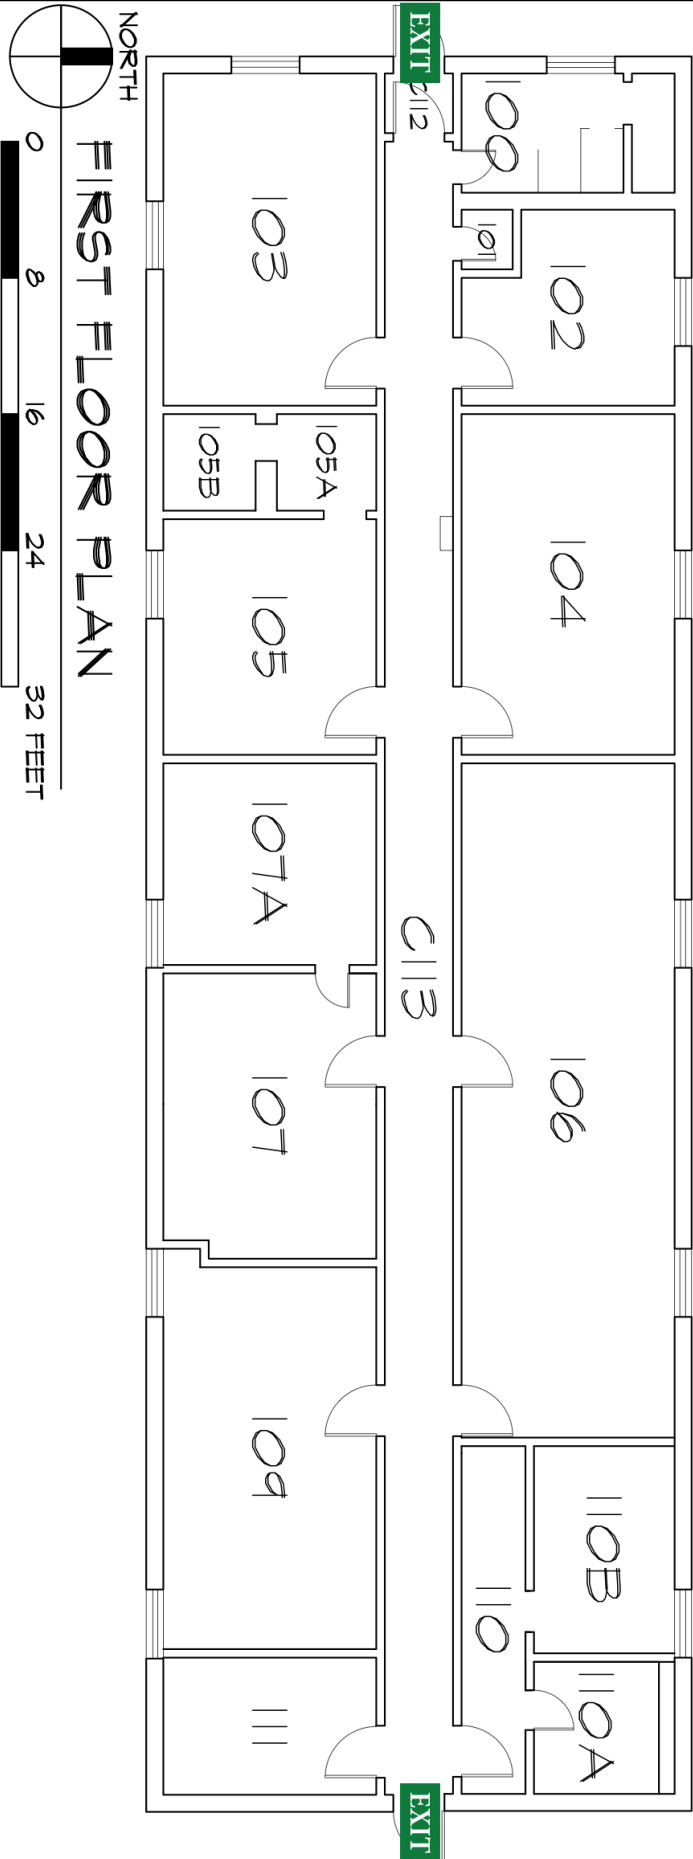 EXIT
C112
100
101
103
102
105B
105A
104
105
107A
C113
106
107
109
110B
110
110A
111
EXIT
NORTH
FIRST FLOOR PLAN
0 8 16 24 32 FEET